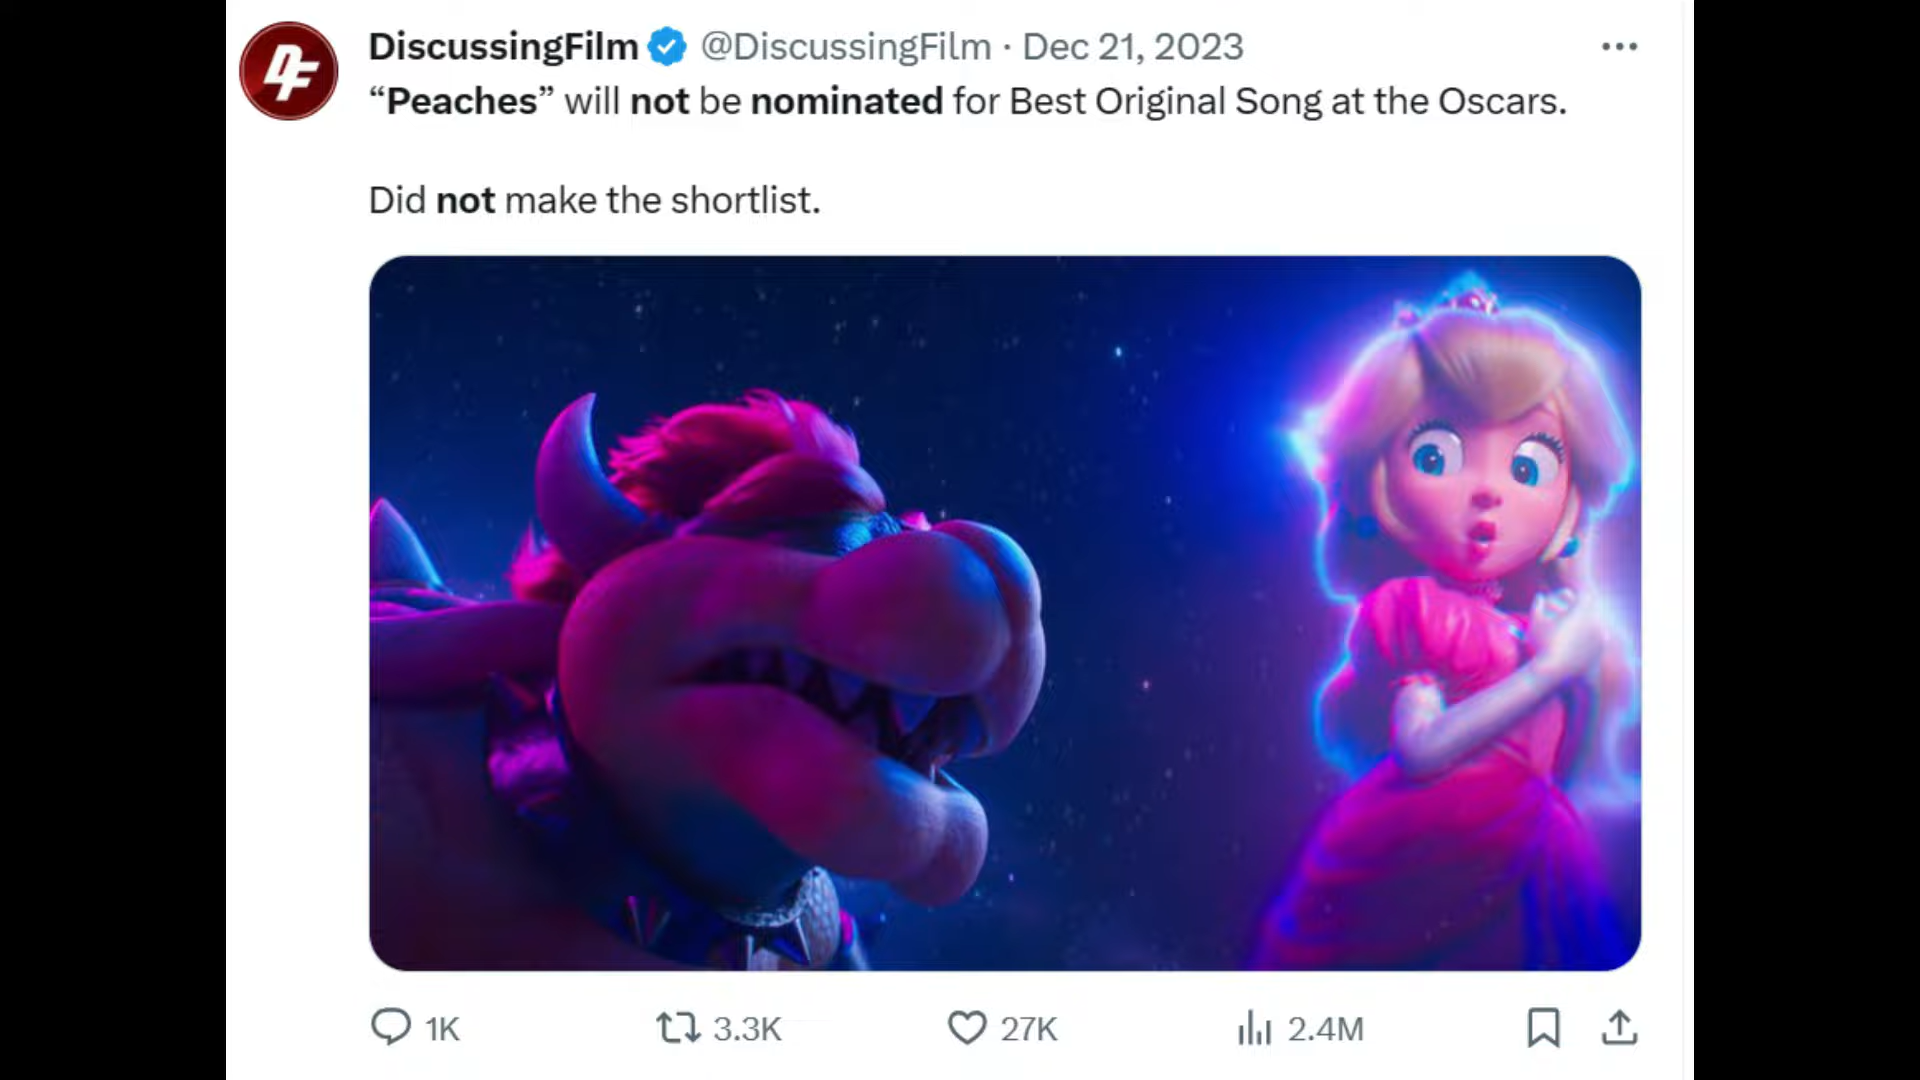 DiscussingFilm @DiscussingFilm · Dec 21, 2023
“Peaches” will not be nominated for Best Original Song at the Oscars.
Did not make the shortlist.
1K 3.3K 27K 2.4M